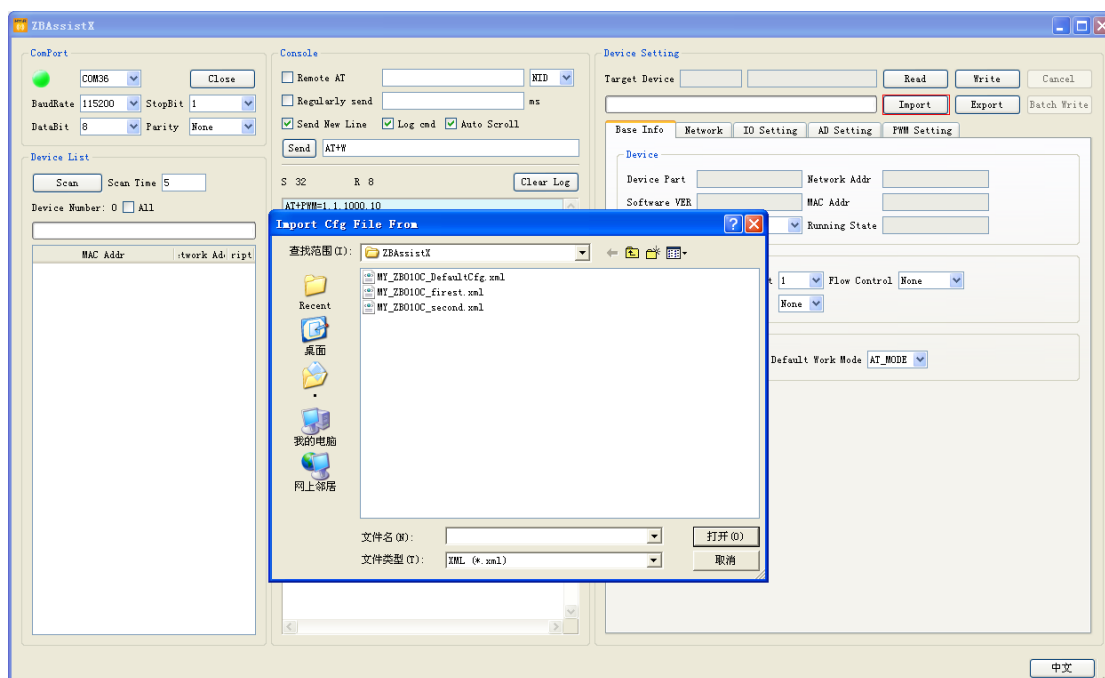 ZBAssistX
ComPort
COM36 Close
BaudRate 115200 StopBit 1
DataBit 8 Parity None
Device List
Scan Scan Time 5
Device Number: 0 All
MAC Addr :twork Ad ript
Console
Remote AT NID
Regularly send ms
Send New Line Log cmd Auto Scroll
Send AT+W
S 32 R 8 Clear Log
AT+PWM=1.1.1000.10
Device Setting
Target Device Read Write Cancel
Import Export Batch Write
Base Info Network IO Setting AD Setting PWM Setting
Device
Device Part Network Addr
Software VER MAC Addr
Running State
1 Flow Control None
None
Default Work Mode AT_MODE
Import Cfg File From
查找范围(I): ZBAssistX
MY_ZB010C_DefaultCfg.xml
MY_ZB010C_firest.xml
MY_ZB010C_second.xml
Recent
桌面
我的电脑
网上邻居
文件名(N): 打开(O)
文件类型(T): XML (*.xml) 取消
中文